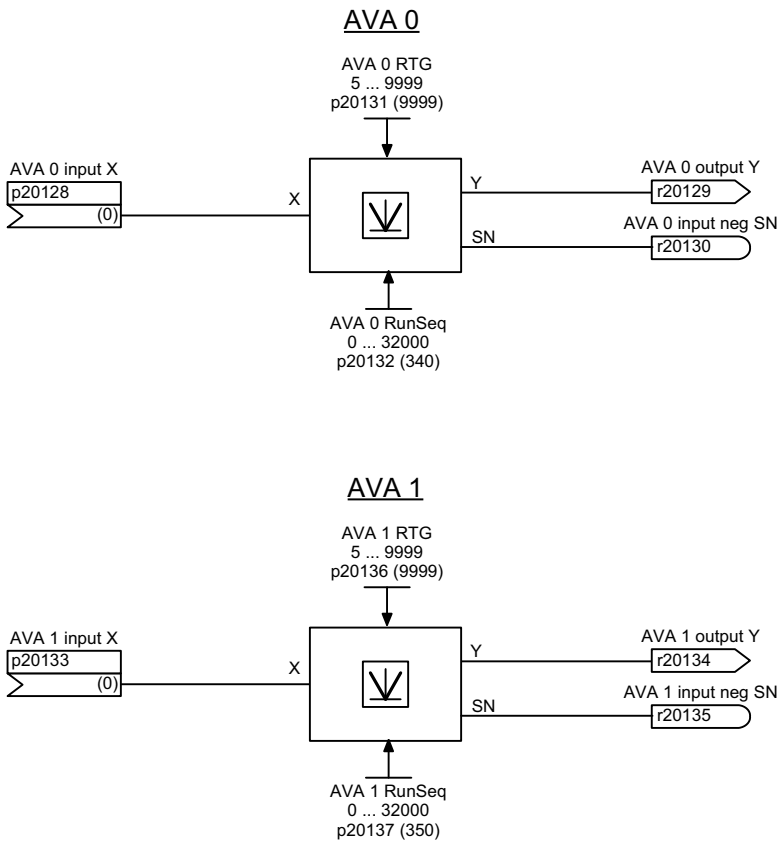 AVA 0
AVA 0 RTG
5 ... 9999
p20131 (9999)
AVA 0 input X
p20128
(0)
X
Y
SN
AVA 0 output Y
r20129
AVA 0 input neg SN
r20130
AVA 0 RunSeq
0 ... 32000
p20132 (340)
AVA 1
AVA 1 RTG
5 ... 9999
p20136 (9999)
AVA 1 input X
p20133
(0)
X
Y
SN
AVA 1 output Y
r20134
AVA 1 input neg SN
r20135
AVA 1 RunSeq
0 ... 32000
p20137 (350)